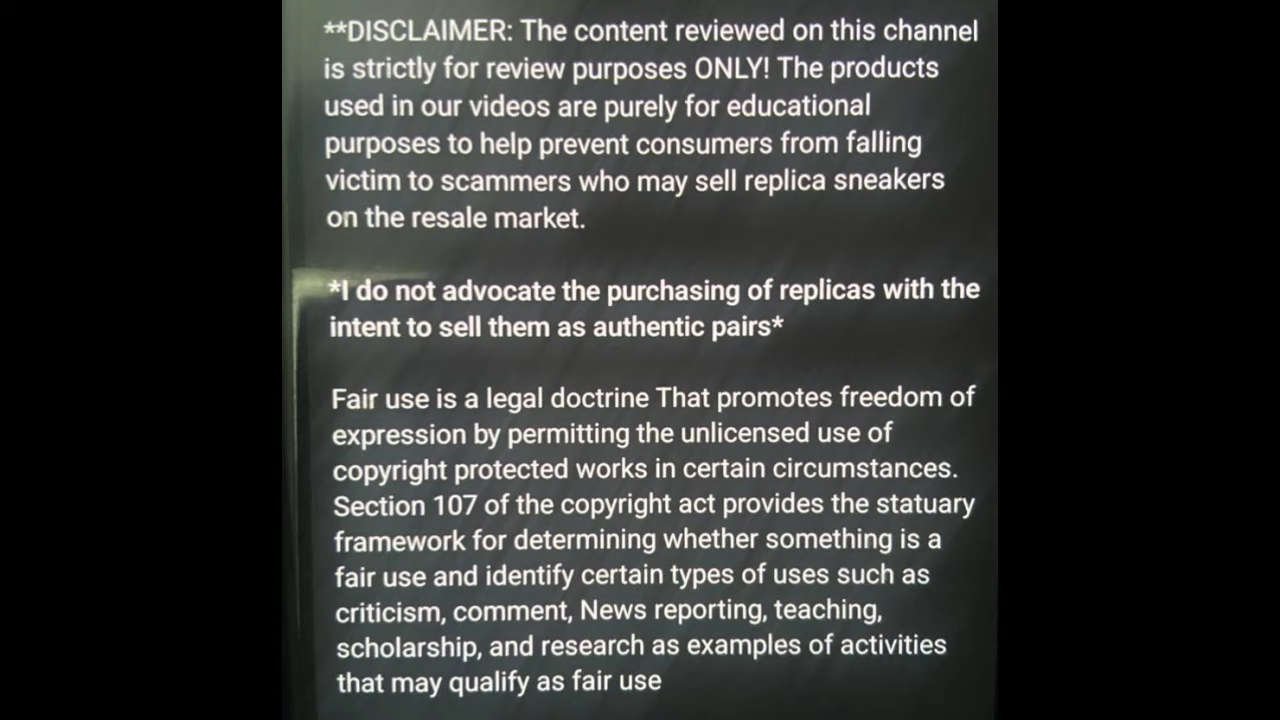 **DISCLAIMER: The content reviewed on this channel
is strictly for review purposes ONLY! The products
used in our videos are purely for educational
purposes to help prevent consumers from falling
victim to scammers who may sell replica sneakers
on the resale market.
*I do not advocate the purchasing of replicas with the
intent to sell them as authentic pairs*
Fair use is a legal doctrine That promotes freedom of
expression by permitting the unlicensed use of
copyright protected works in certain circumstances.
Section 107 of the copyright act provides the statuary
framework for determining whether something is a
fair use and identify certain types of uses such as
criticism, comment, News reporting, teaching,
scholarship, and research as examples of activities
that may qualify as fair use